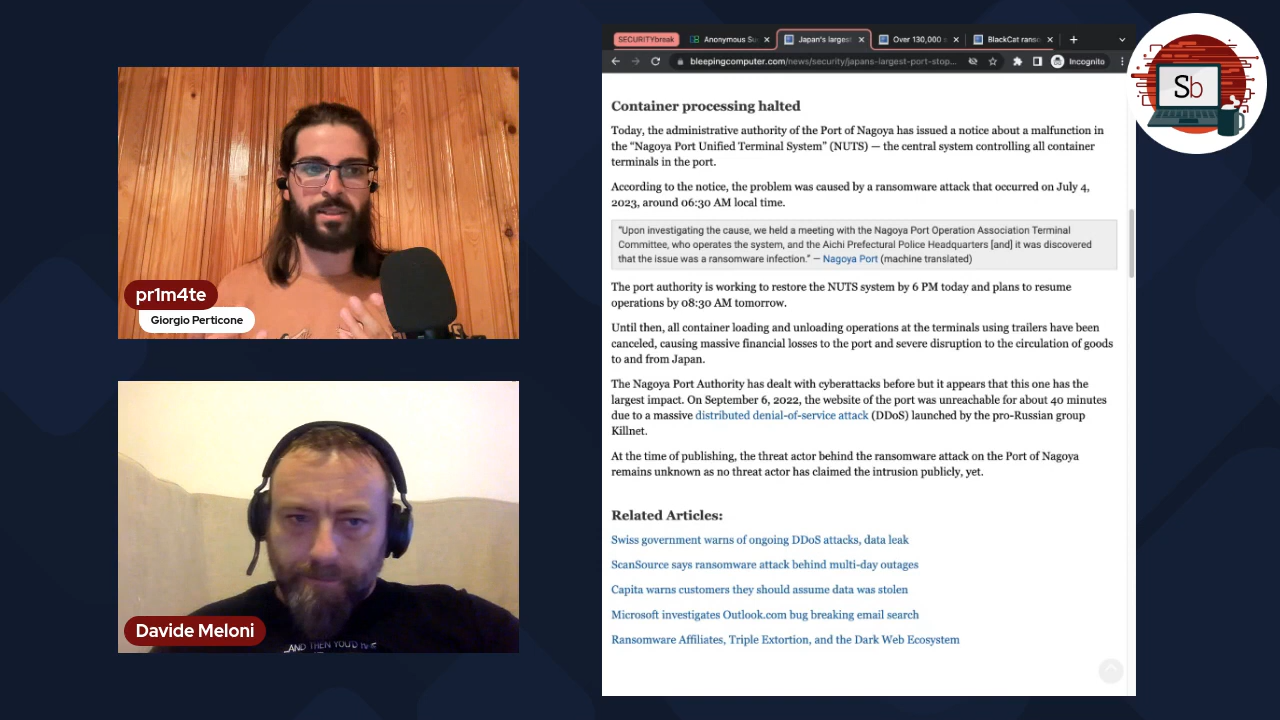 pr1m4te
Giorgio Perticone
Davide Meloni
...AND THEN YOU'D
SECURITYbreak
Anonymous Su
Japan's largest
Over 130,000 s
BlackCat ranso
bleepingcomputer.com/news/security/japans-largest-port-stop...
Incognito
Sb
Container processing halted
Today, the administrative authority of the Port of Nagoya has issued a notice about a malfunction in
the “Nagoya Port Unified Terminal System” (NUTS) — the central system controlling all container
terminals in the port.
According to the notice, the problem was caused by a ransomware attack that occurred on July 4,
2023, around 06:30 AM local time.
“Upon investigating the cause, we held a meeting with the Nagoya Port Operation Association Terminal
Committee, who operates the system, and the Aichi Prefectural Police Headquarters [and] it was discovered
that the issue was a ransomware infection.” — Nagoya Port (machine translated)
The port authority is working to restore the NUTS system by 6 PM today and plans to resume
operations by 08:30 AM tomorrow.
Until then, all container loading and unloading operations at the terminals using trailers have been
canceled, causing massive financial losses to the port and severe disruption to the circulation of goods
to and from Japan.
The Nagoya Port Authority has dealt with cyberattacks before but it appears that this one has the
largest impact. On September 6, 2022, the website of the port was unreachable for about 40 minutes
due to a massive distributed denial-of-service attack (DDoS) launched by the pro-Russian group
Killnet.
At the time of publishing, the threat actor behind the ransomware attack on the Port of Nagoya
remains unknown as no threat actor has claimed the intrusion publicly, yet.
Related Articles:
Swiss government warns of ongoing DDoS attacks, data leak
ScanSource says ransomware attack behind multi-day outages
Capita warns customers they should assume data was stolen
Microsoft investigates Outlook.com bug breaking email search
Ransomware Affiliates, Triple Extortion, and the Dark Web Ecosystem